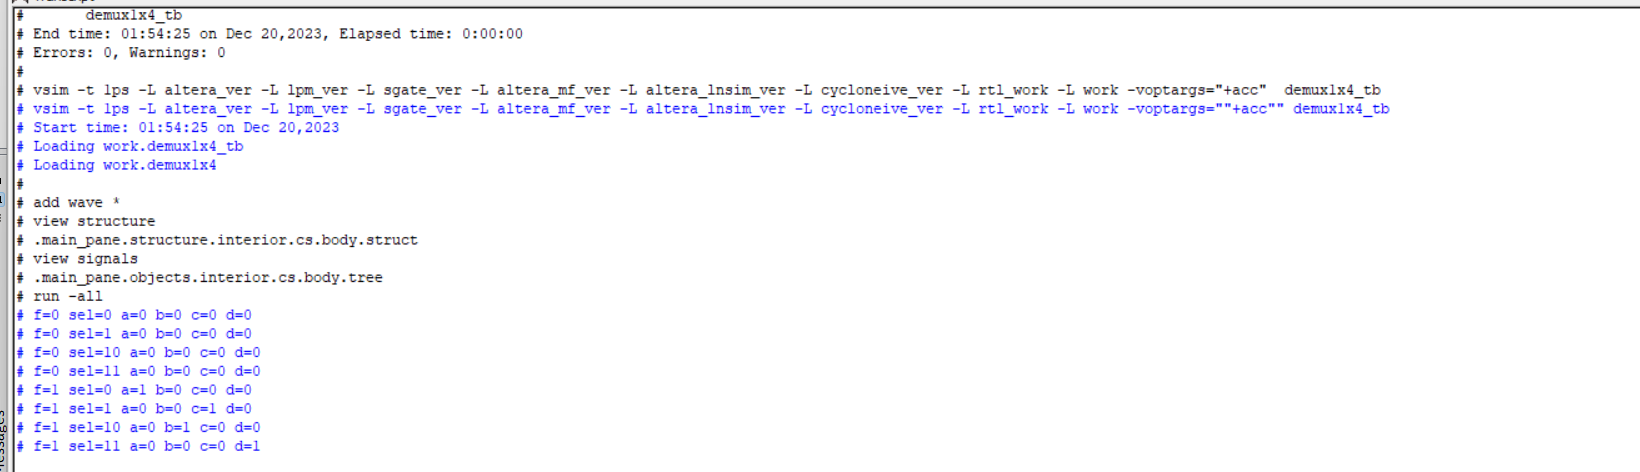 # demux1x4_tb
# End time: 01:54:25 on Dec 20,2023, Elapsed time: 0:00:00
# Errors: 0, Warnings: 0
#
# vsim -t 1ps -L altera_ver -L lpm_ver -L sgate_ver -L altera_mf_ver -L altera_lnsim_ver -L cycloneive_ver -L rtl_work -L work -voptargs="+acc"  demux1x4_tb
# vsim -t 1ps -L altera_ver -L lpm_ver -L sgate_ver -L altera_mf_ver -L altera_lnsim_ver -L cycloneive_ver -L rtl_work -L work -voptargs=""+acc"" demux1x4_tb
# Start time: 01:54:25 on Dec 20,2023
# Loading work.demux1x4_tb
# Loading work.demux1x4
#
# add wave *
# view structure
# .main_pane.structure.interior.cs.body.struct
# view signals
# .main_pane.objects.interior.cs.body.tree
# run -all
# f=0 sel=0 a=0 b=0 c=0 d=0
# f=0 sel=1 a=0 b=0 c=0 d=0
# f=0 sel=10 a=0 b=0 c=0 d=0
# f=0 sel=11 a=0 b=0 c=0 d=0
# f=1 sel=0 a=1 b=0 c=0 d=0
# f=1 sel=1 a=0 b=0 c=1 d=0
# f=1 sel=10 a=0 b=1 c=0 d=0
# f=1 sel=11 a=0 b=0 c=0 d=1